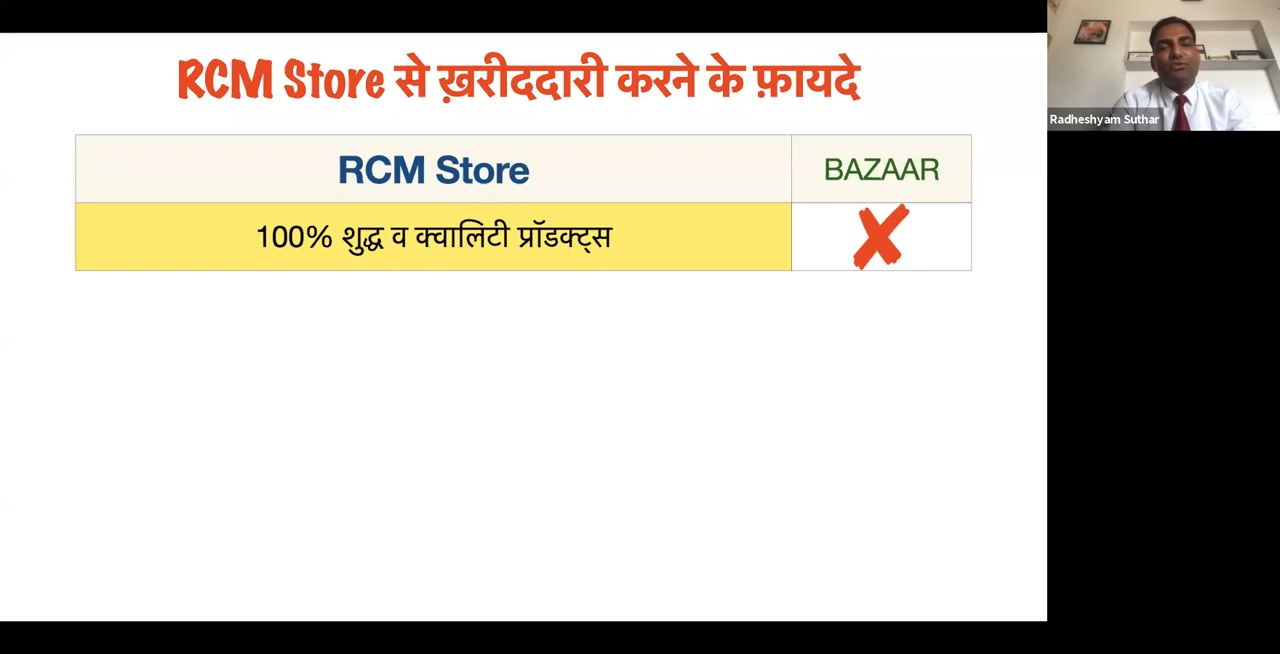 RCM Store से ख़रीददारी करने के फ़ायदे
RCM Store
BAZAAR
100% शुद्ध व क्वालिटी प्रॉडक्ट्स
Radheshyam Suthar